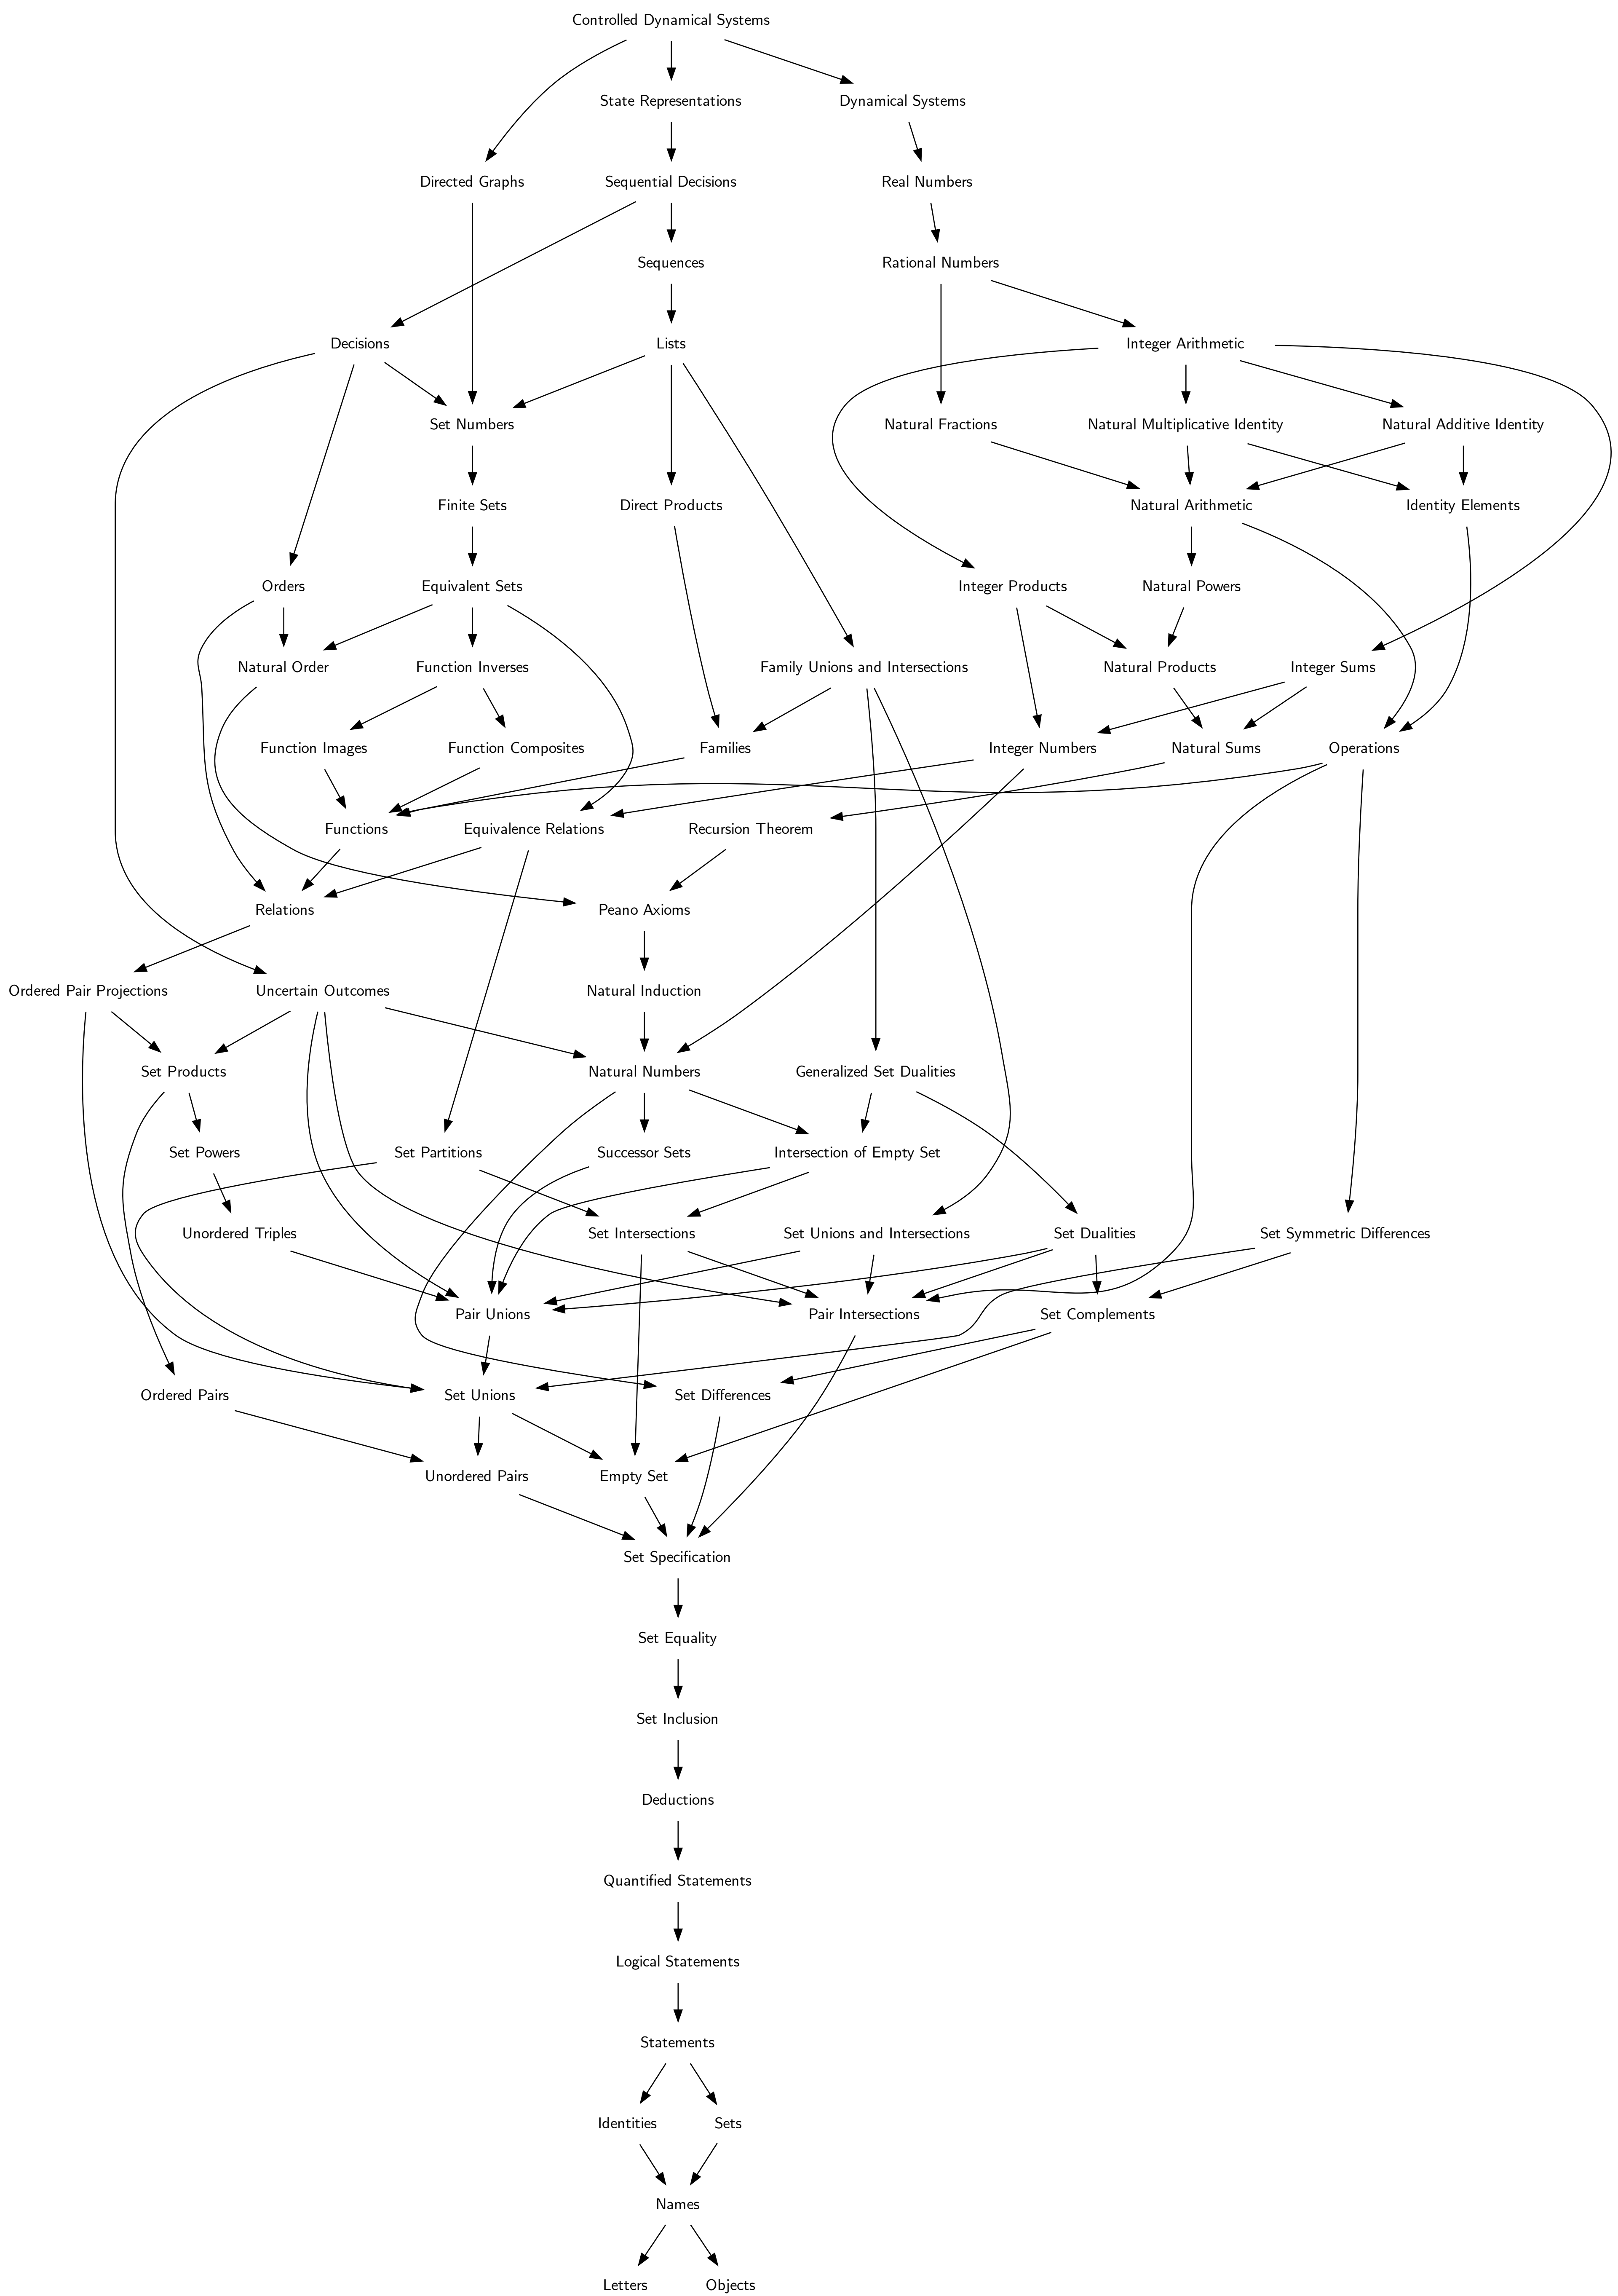 Controlled Dynamical Systems
State Representations
Dynamical Systems
Directed Graphs
Sequential Decisions
Real Numbers
Sequences
Rational Numbers
Decisions
Lists
Integer Arithmetic
Set Numbers
Natural Fractions
Natural Multiplicative Identity
Natural Additive Identity
Finite Sets
Direct Products
Natural Arithmetic
Identity Elements
Orders
Equivalent Sets
Integer Products
Natural Powers
Natural Order
Function Inverses
Family Unions and Intersections
Natural Products
Integer Sums
Function Images
Function Composites
Families
Integer Numbers
Natural Sums
Operations
Functions
Equivalence Relations
Recursion Theorem
Relations
Peano Axioms
Ordered Pair Projections
Uncertain Outcomes
Natural Induction
Set Products
Natural Numbers
Generalized Set Dualities
Set Powers
Set Partitions
Successor Sets
Intersection of Empty Set
Unordered Triples
Set Intersections
Set Unions and Intersections
Set Dualities
Set Symmetric Differences
Pair Unions
Pair Intersections
Set Complements
Ordered Pairs
Set Unions
Set Differences
Unordered Pairs
Empty Set
Set Specification
Set Equality
Set Inclusion
Deductions
Quantified Statements
Logical Statements
Statements
Identities
Sets
Names
Letters
Objects